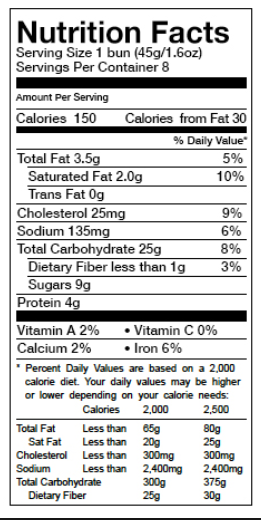 Nutrition Facts
Serving Size 1 bun (45g/1.6oz)
Servings Per Container 8
Amount Per Serving
Calories 150 Calories from Fat 30
% Daily Value*
Total Fat 3.5g 5%
Saturated Fat 2.0g 10%
Trans Fat 0g
Cholesterol 25mg 9%
Sodium 135mg 6%
Total Carbohydrate 25g 8%
Dietary Fiber less than 1g 3%
Sugars 9g
Protein 4g
Vitamin A 2% • Vitamin C 0%
Calcium 2% • Iron 6%
* Percent Daily Values are based on a 2,000
calorie diet. Your daily values may be higher
or lower depending on your calorie needs:
Calories 2,000 2,500
Total Fat Less than 65g 80g
Sat Fat Less than 20g 25g
Cholesterol Less than 300mg 300mg
Sodium Less than 2,400mg 2,400mg
Total Carbohydrate 300g 375g
Dietary Fiber 25g 30g